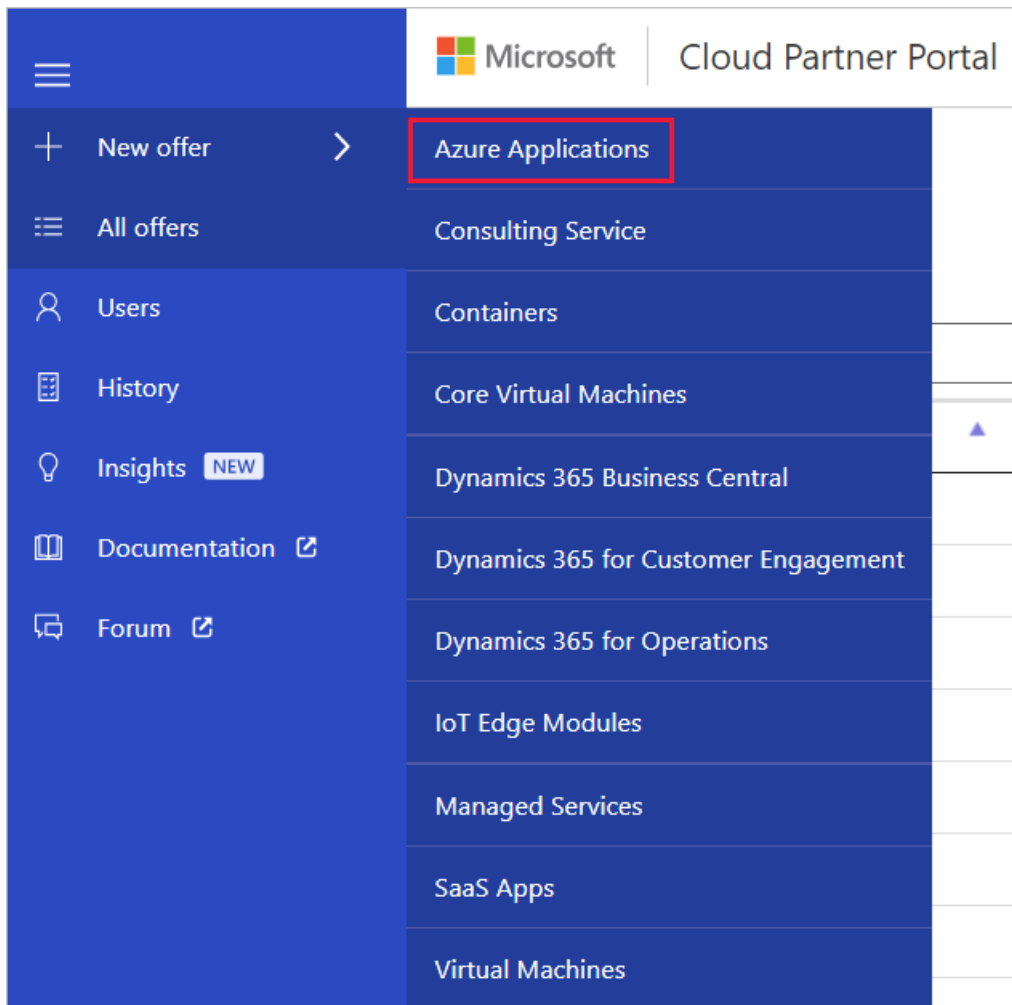 Microsoft
Cloud Partner Portal
New offer
All offers
Users
History
Insights NEW
Documentation
Forum
Azure Applications
Consulting Service
Containers
Core Virtual Machines
Dynamics 365 Business Central
Dynamics 365 for Customer Engagement
Dynamics 365 for Operations
IoT Edge Modules
Managed Services
SaaS Apps
Virtual Machines